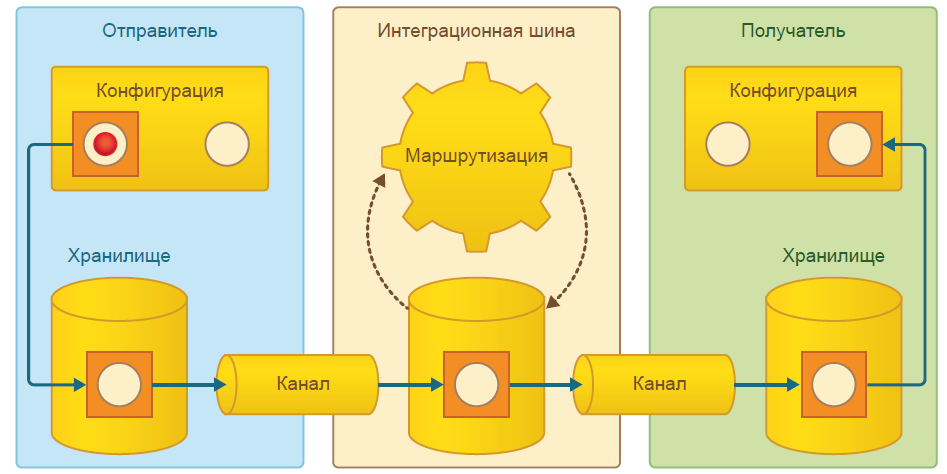 Отправитель
Интеграционная шина
Получатель
Конфигурация
Маршрутизация
Конфигурация
Хранилище
Хранилище
Канал
Канал